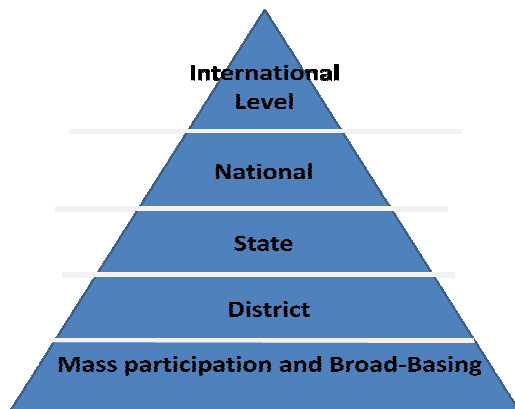 International
Level
National
State
District
Mass participation and Broad-Basing